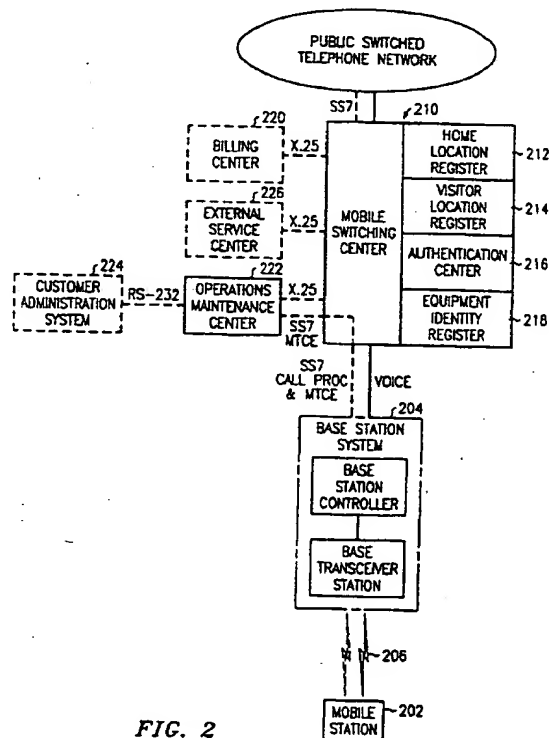 PUBLIC SWITCHED
TELEPHONE NETWORK
SS7
210
220
BILLING
CENTER
X.25
HOME
LOCATION
REGISTER
212
226
EXTERNAL
SERVICE
CENTER
X.25
MOBILE
SWITCHING
CENTER
VISITOR
LOCATION
REGISTER
214
AUTHENTICATION
CENTER
216
224
CUSTOMER
ADMINISTRATION
SYSTEM
RS-232
222
OPERATIONS
MAINTENANCE
CENTER
X.25
SS7
MTCE
EQUIPMENT
IDENTITY
REGISTER
218
SS7
CALL PROC
& MTCE
VOICE
204
BASE STATION
SYSTEM
BASE
STATION
CONTROLLER
BASE
TRANSCEIVER
STATION
206
MOBILE
STATION
202
FIG. 2